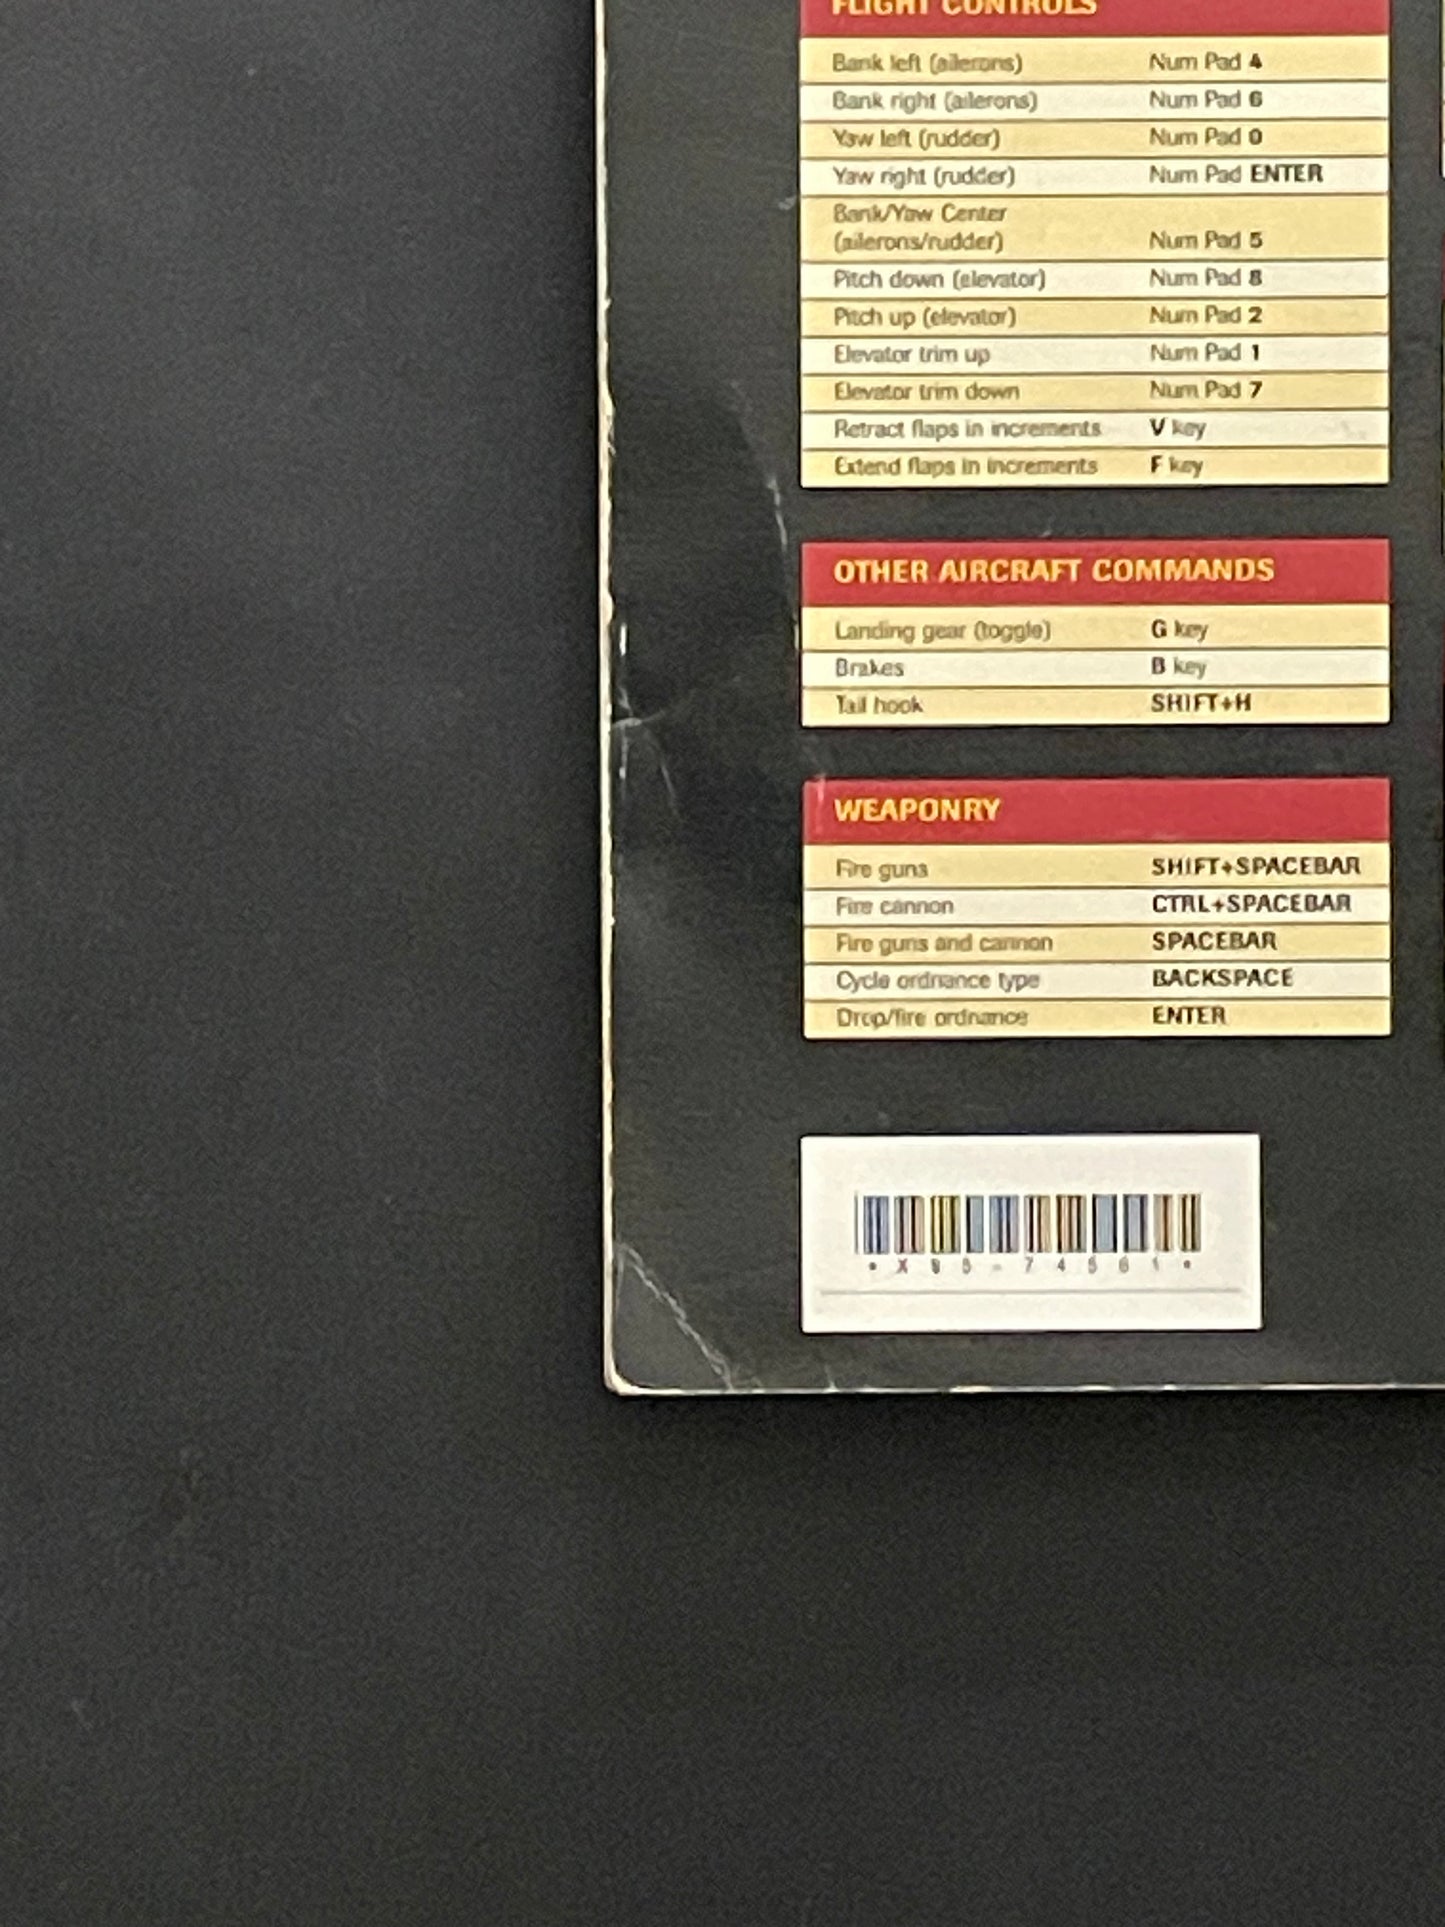 FLIGHT CONTROLS
Bank left (ailerons) Num Pad 4
Bank right (ailerons) Num Pad 6
Yaw left (rudder) Num Pad 0
Yaw right (rudder) Num Pad ENTER
Bank/Yaw Center
(ailerons/rudder) Num Pad 5
Pitch down (elevator) Num Pad 8
Pitch up (elevator) Num Pad 2
Elevator trim up Num Pad 1
Elevator trim down Num Pad 7
Retract flaps in increments V key
Extend flaps in increments F key
OTHER AIRCRAFT COMMANDS
Landing gear (toggle) G key
Brakes B key
Tail hook SHIFT+H
WEAPONRY
Fire guns SHIFT+SPACEBAR
Fire cannon CTRL+SPACEBAR
Fire guns and cannon SPACEBAR
Cycle ordnance type BACKSPACE
Drop/fire ordnance ENTER